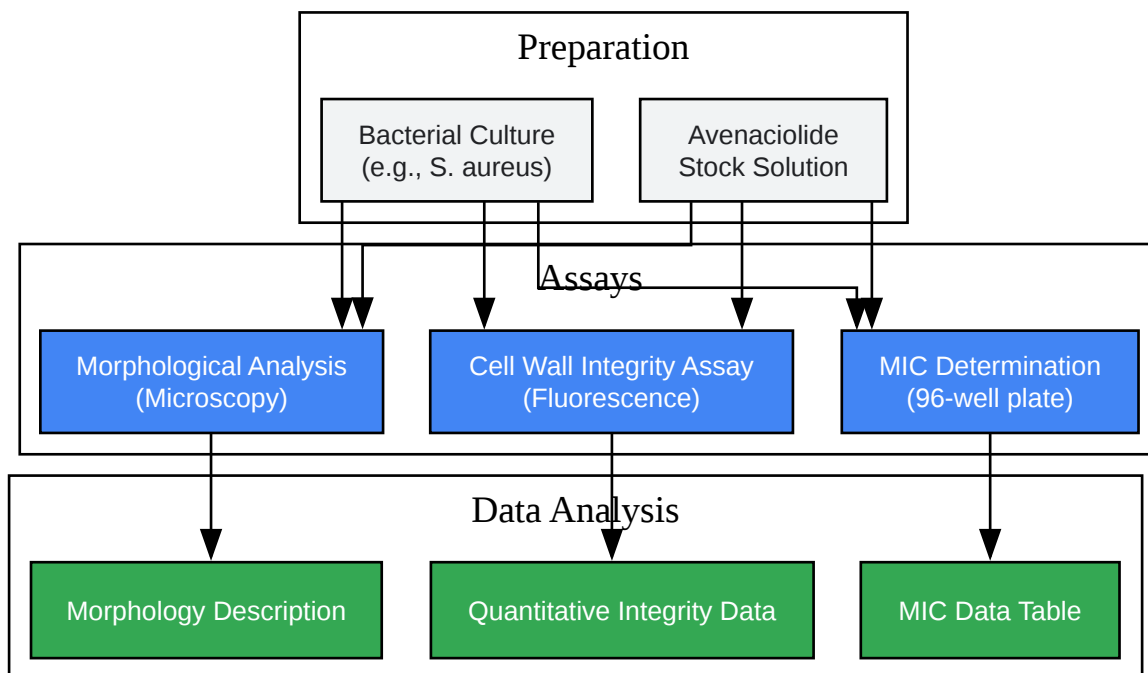 Preparation
Bacterial Culture
(e.g., S. aureus)
Avenaciolide
Stock Solution
Assays
Morphological Analysis
(Microscopy)
Cell Wall Integrity Assay
(Fluorescence)
MIC Determination
(96-well plate)
Data Analysis
Morphology Description
Quantitative Integrity Data
MIC Data Table